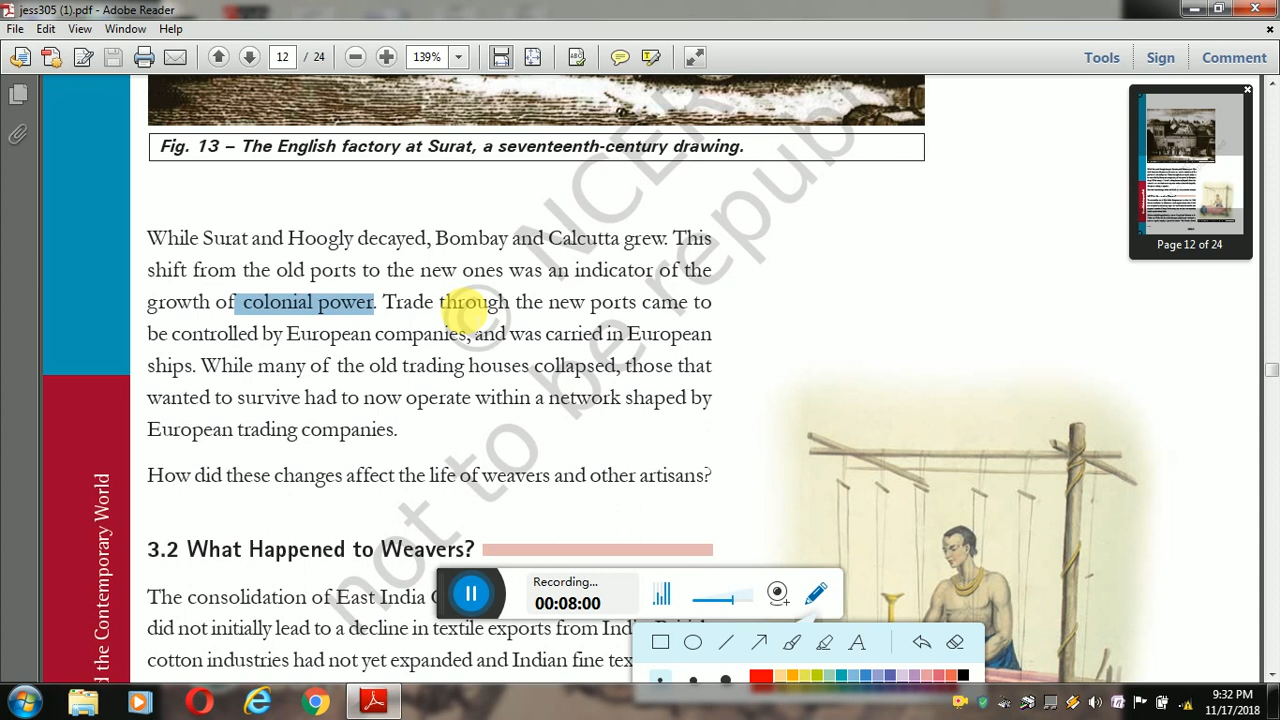 jess305 (1).pdf - Adobe Reader
File Edit View Window Help
12 / 24 139% Tools Sign Comment
Fig. 13 – The English factory at Surat, a seventeenth-century drawing.
Page 12 of 24
While Surat and Hoogly decayed, Bombay and Calcutta grew. This
shift from the old ports to the new ones was an indicator of the
growth of colonial power. Trade through the new ports came to
be controlled by European companies, and was carried in European
ships. While many of the old trading houses collapsed, those that
wanted to survive had to now operate within a network shaped by
European trading companies.
How did these changes affect the life of weavers and other artisans?
3.2 What Happened to Weavers?
The consolidation of East India
did not initially lead to a decline in textile exports from
cotton industries had not yet expanded and Indian fine
the Contemporary World
© NCER
not to be republ
Recording...
00:08:00
9:32 PM
11/17/2018